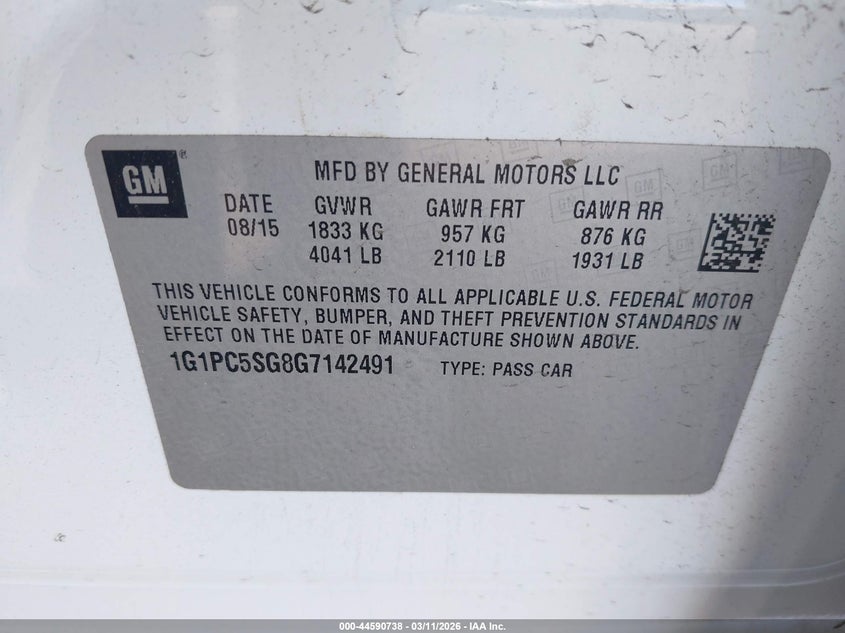 GM ®
MFD BY GENERAL MOTORS LLC
DATE GVWR GAWR FRT GAWR RR
08/15 1833 KG 957 KG 876 KG
4041 LB 2110 LB 1931 LB
THIS VEHICLE CONFORMS TO ALL APPLICABLE U.S. FEDERAL MOTOR
VEHICLE SAFETY, BUMPER, AND THEFT PREVENTION STANDARDS IN
EFFECT ON THE DATE OF MANUFACTURE SHOWN ABOVE.
1G1PC5SG8G7142491 TYPE: PASS CAR
000-44590738 - 03/11/2026 - IAA Inc.